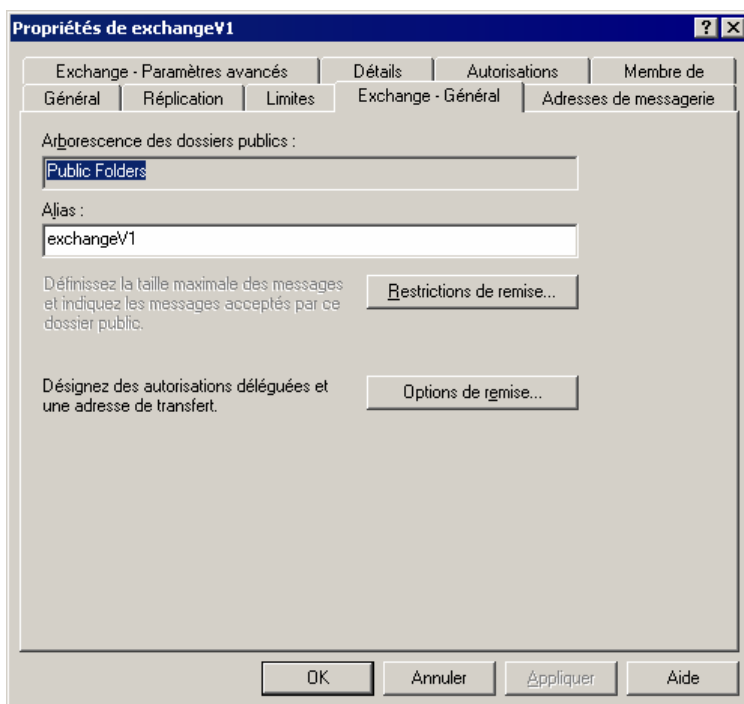 Propriétés de exchangeV1
Exchange - Paramètres avancés Détails Autorisations Membre de
Général Réplication Limites Exchange - Général Adresses de messagerie
Arborescence des dossiers publics :
Public Folders
Alias :
exchangeV1
Définissez la taille maximale des messages
et indiquez les messages acceptés par ce
dossier public.
Restrictions de remise...
Désignez des autorisations déléguées et
une adresse de transfert.
Options de remise...
OK Annuler Appliquer Aide